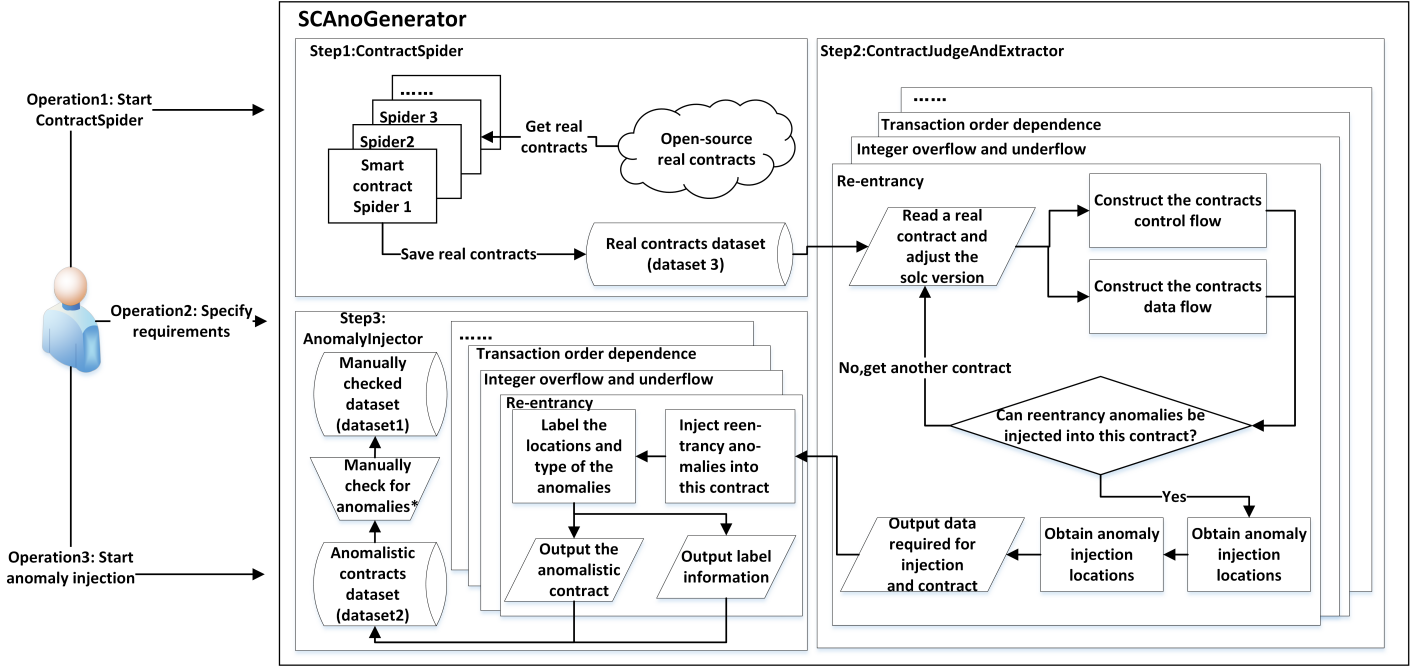 SCAnoGenerator
Operation1: Start
ContractSpider
Operation2: Specify
requirements
Operation3: Start
anomaly injection
Step1:ContractSpider
......
Spider 3
Spider2
Smart
contract
Spider 1
Get real
contracts
Open-source
real contracts
Save real contracts
Real contracts dataset
(dataset 3)
Step2:ContractJudgeAndExtractor
......
Transaction order dependence
Integer overflow and underflow
Re-entrancy
Read a real
contract and
adjust the
solc version
Construct the contracts
control flow
Construct the contracts
data flow
No,get another contract
Can reentrancy anomalies be
injected into this contract?
Yes
Obtain anomaly
injection
locations
Obtain anomaly
injection
locations
Output data
required for
injection
and contract
Step3:
AnomalyInjector
......
Transaction order dependence
Integer overflow and underflow
Re-entrancy
Inject reen-
trancy ano-
malies into
this contract
Label the
locations and
type of the
anomalies
Output the
anomalistic
contract
Output label
information
Manually
checked
dataset
(dataset1)
Manually
check for
anomalies*
Anomalistic
contracts
dataset
(dataset2)